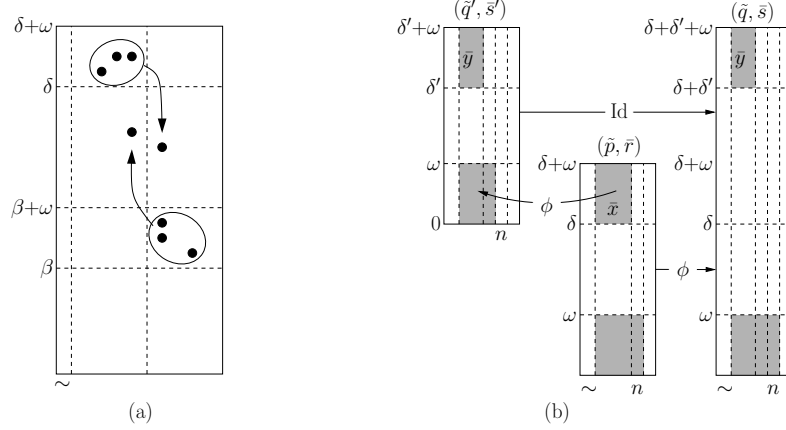 δ+ω
δ
β+ω
β
∼
(a)
(q̃′, s̄′)
δ′+ω
ȳ
δ′
ω
0
n
ϕ
Id
(p̃, r̄)
δ+ω
x̄
δ
ω
∼ n
ϕ
(q̃, s̄)
δ+δ′+ω
ȳ
δ+δ′
δ+ω
δ
ω
∼ n
(b)